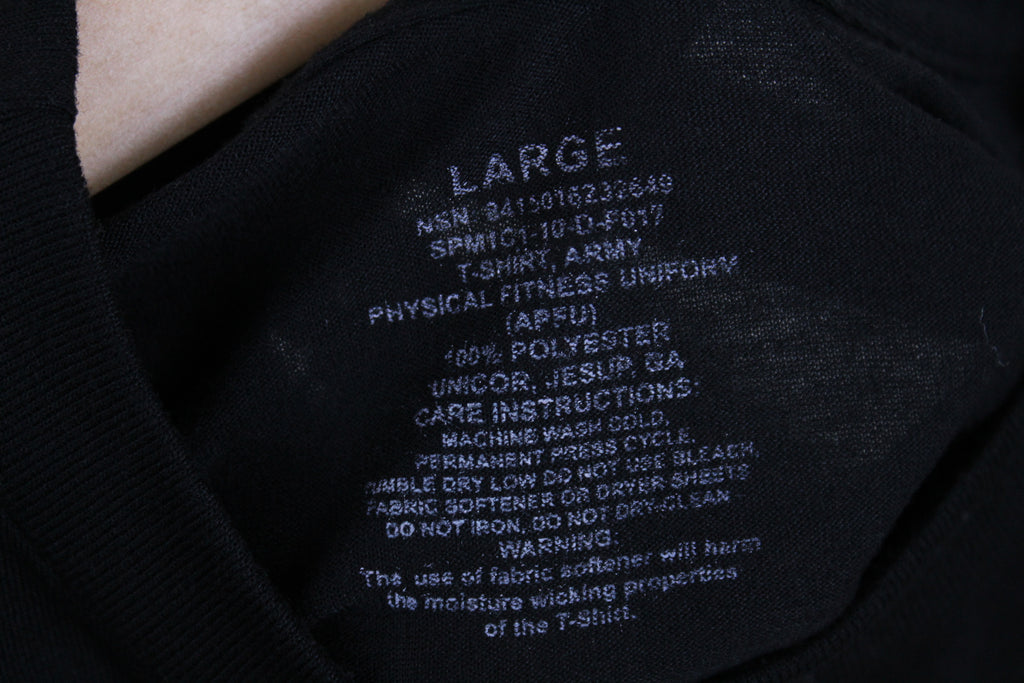 LARGE
NSN 8415016232649
SPM1C1-10-D-F017
T-SHIRT, ARMY
PHYSICAL FITNESS UNIFORM
(APFU)
100% POLYESTER
UNICOR, JESUP, GA
CARE INSTRUCTIONS:
MACHINE WASH COLD,
PERMANENT PRESS CYCLE,
TUMBLE DRY LOW DO NOT USE BLEACH,
FABRIC SOFTENER OR DRYER SHEETS
DO NOT IRON, DO NOT DRY-CLEAN
WARNING:
The use of fabric softener will harm
the moisture wicking properties
of the T-Shirt.